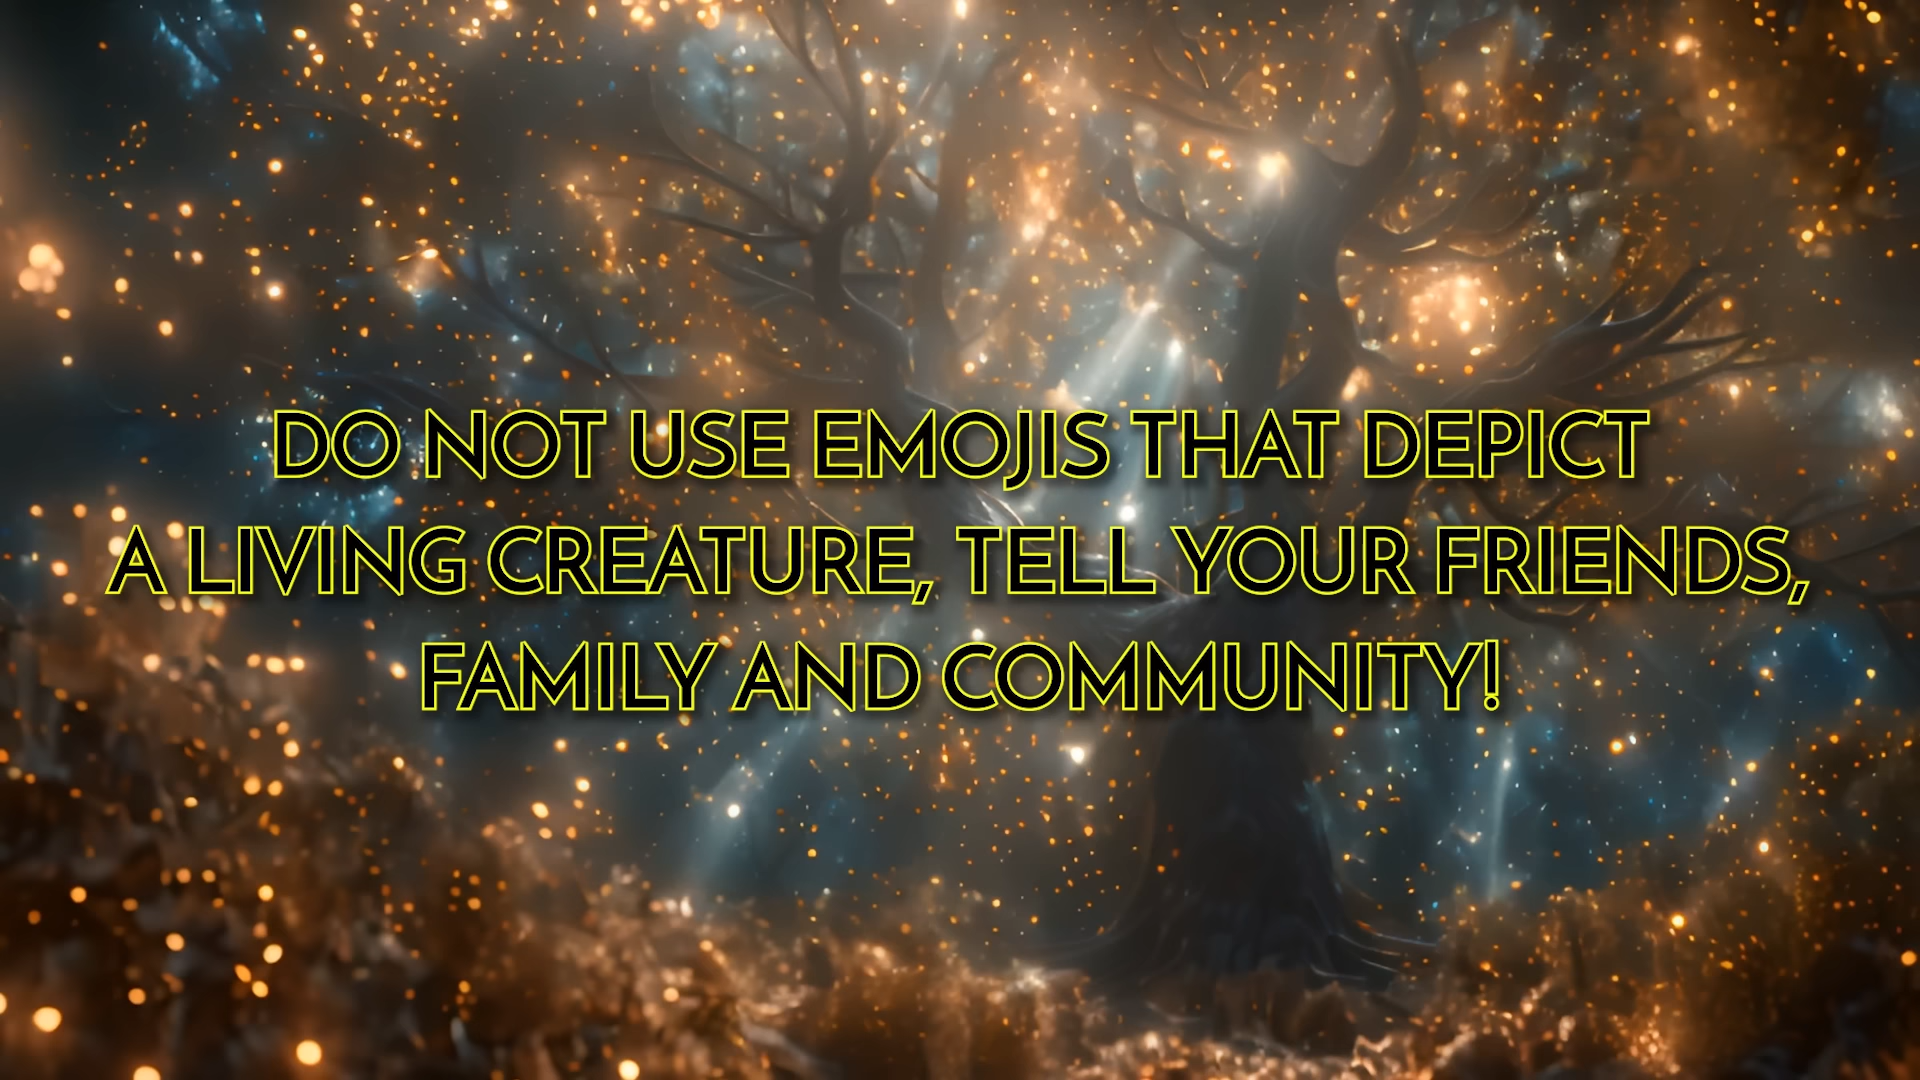 DO NOT USE EMOJIS THAT DEPICT
A LIVING CREATURE, TELL YOUR FRIENDS,
FAMILY AND COMMUNITY!